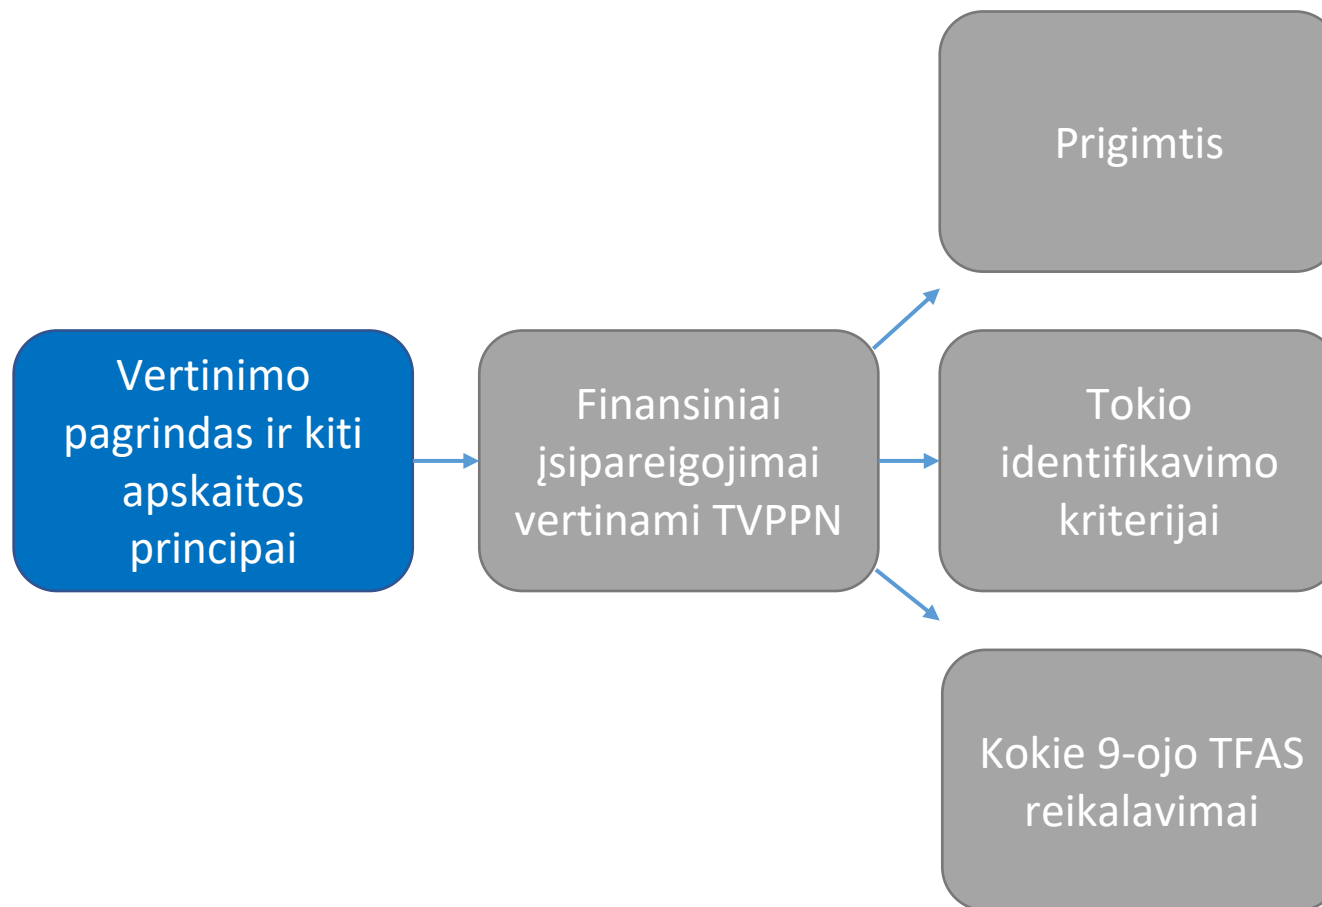 Vertinimo
pagrindas ir kiti
apskaitos
principai
Finansiniai
įsipareigojimai
vertinami TVPPN
Prigimtis
Tokio
identifikavimo
kriterijai
Kokie 9-ojo TFAS
reikalavimai